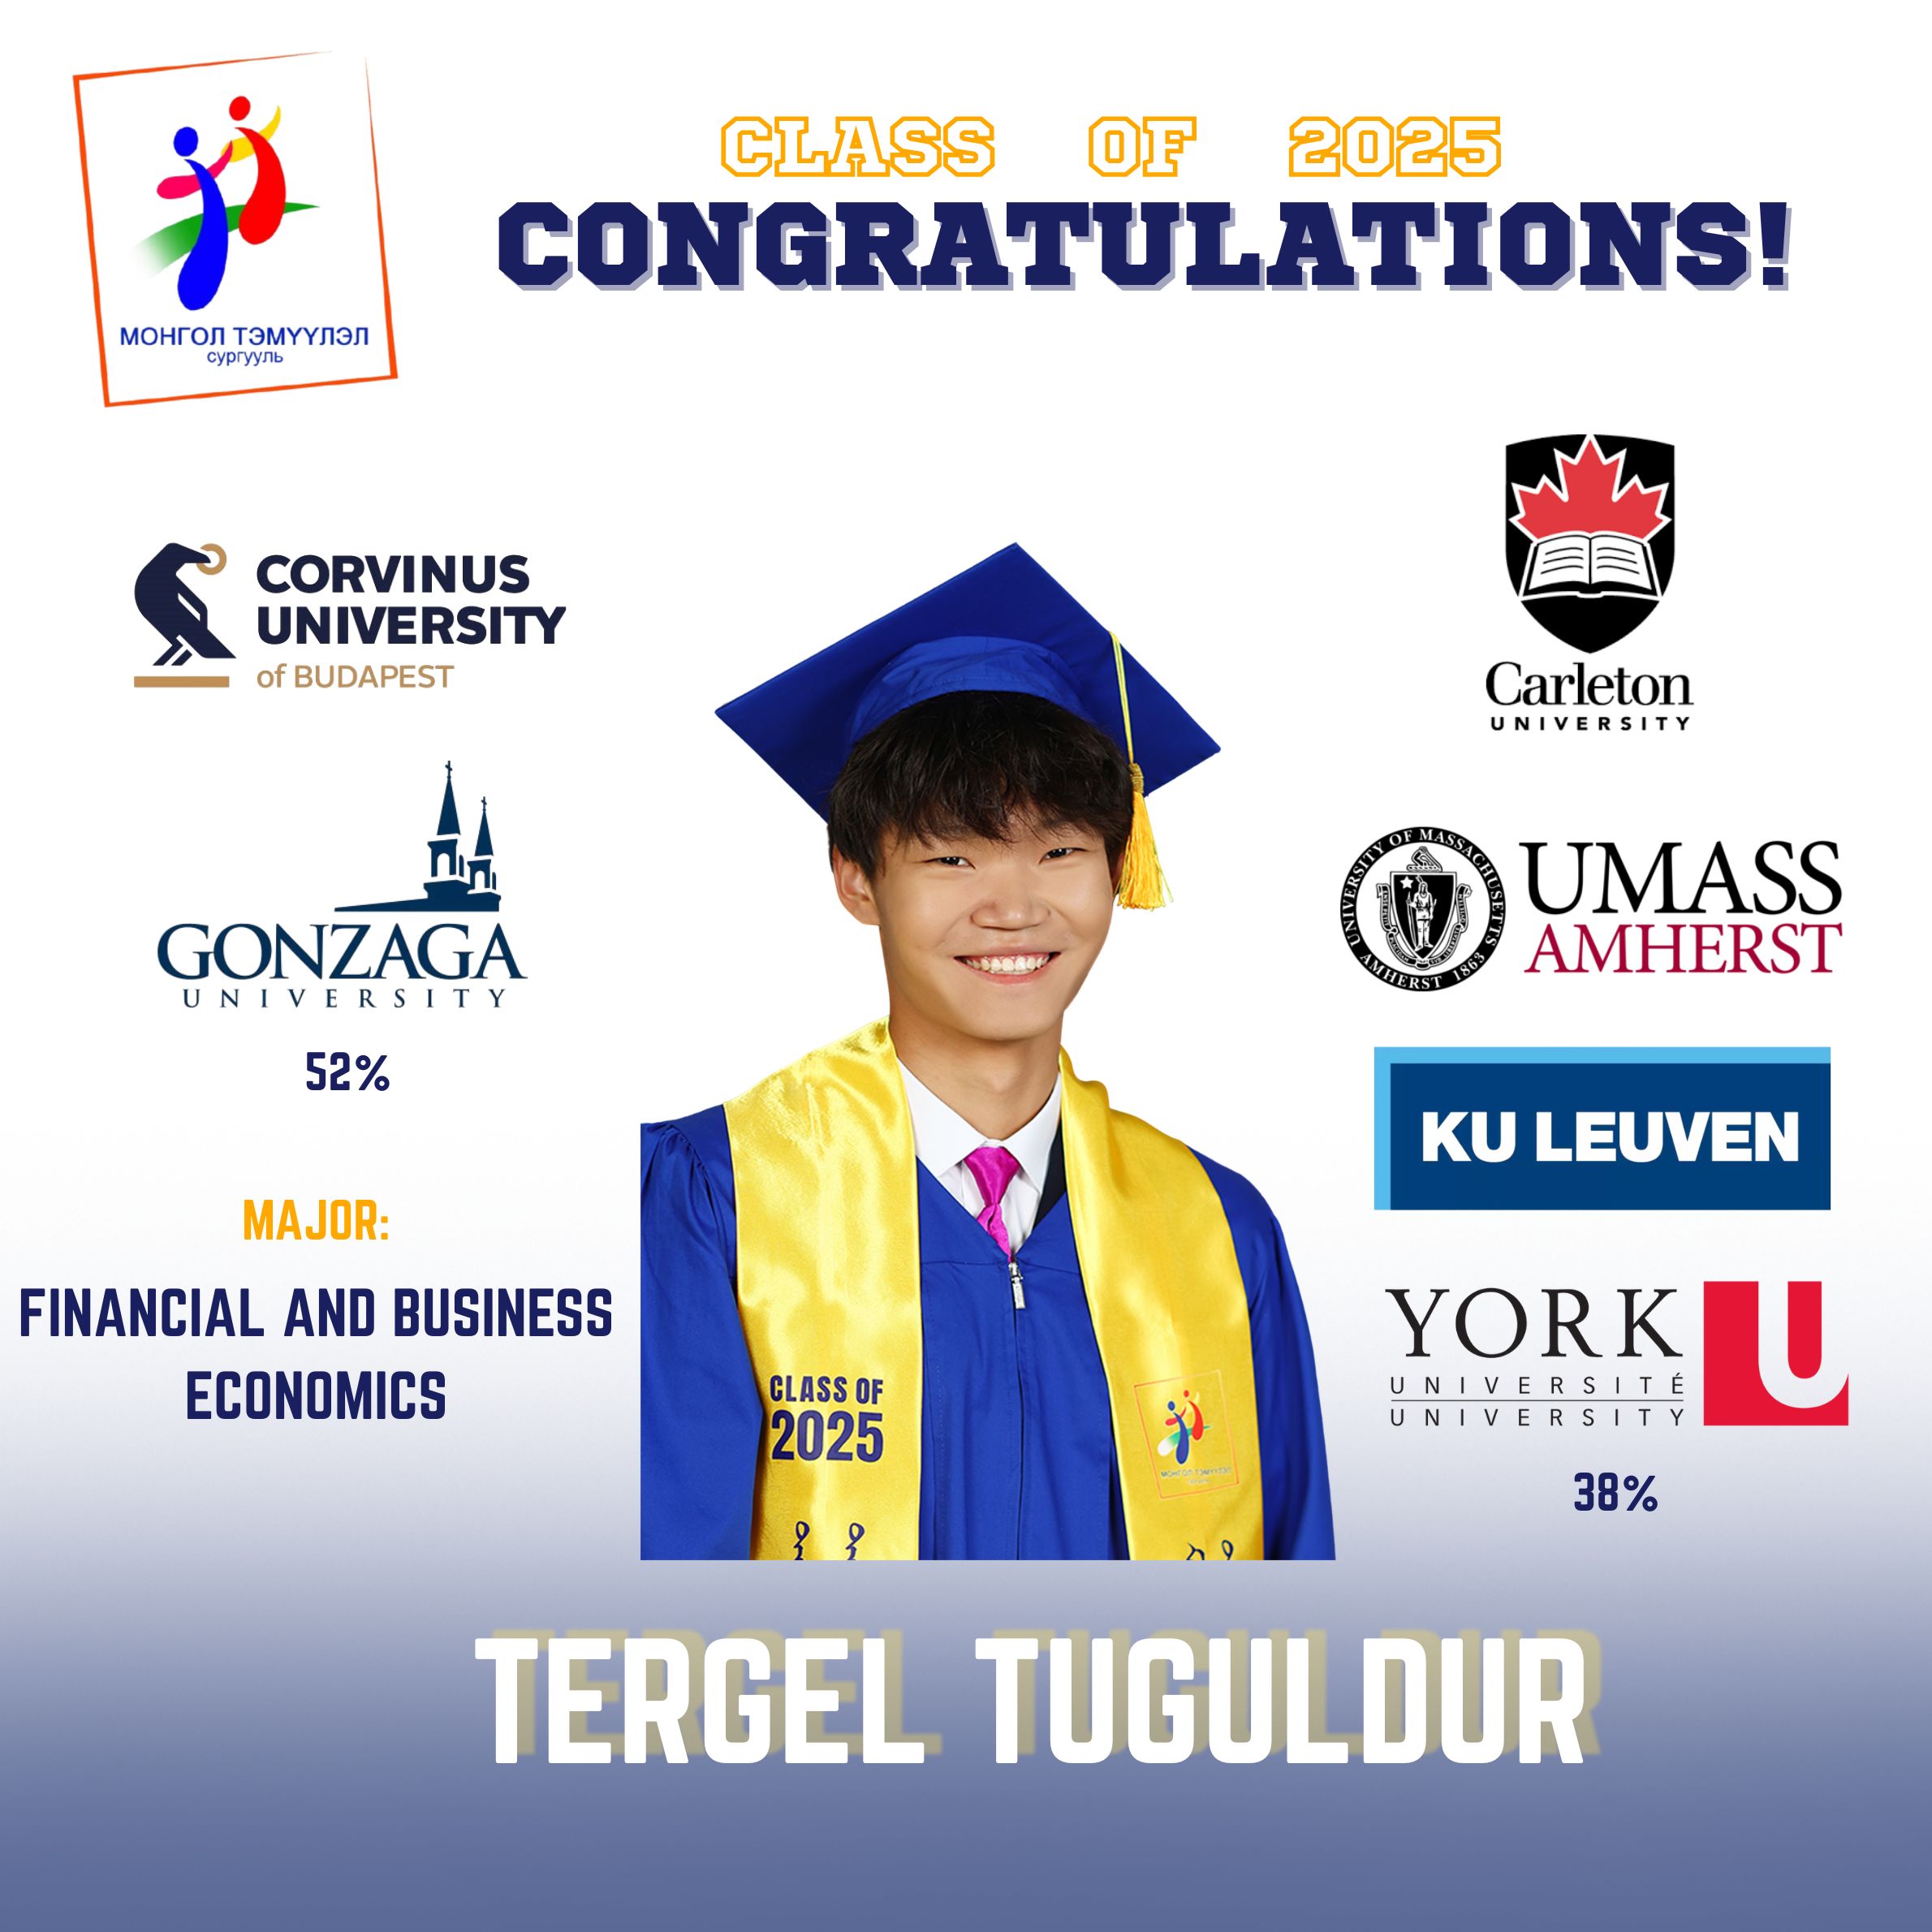 CLASS OF 2025
CONGRATULATIONS!
МОНГОЛ ТЭМҮҮЛЭЛ
сургууль
CORVINUS
UNIVERSITY
of BUDAPEST
GONZAGA
UNIVERSITY
52%
MAJOR:
FINANCIAL AND BUSINESS
ECONOMICS
Carleton
UNIVERSITY
UNIVERSITY OF MASSACHUSETTS
AMHERST 1863
UMASS
AMHERST
KU LEUVEN
YORK
UNIVERSITÉ
UNIVERSITY
U
38%
CLASS OF
2025
МОНГОЛ ТЭМҮҮЛЭЛ
TERGEL TUGULDUR